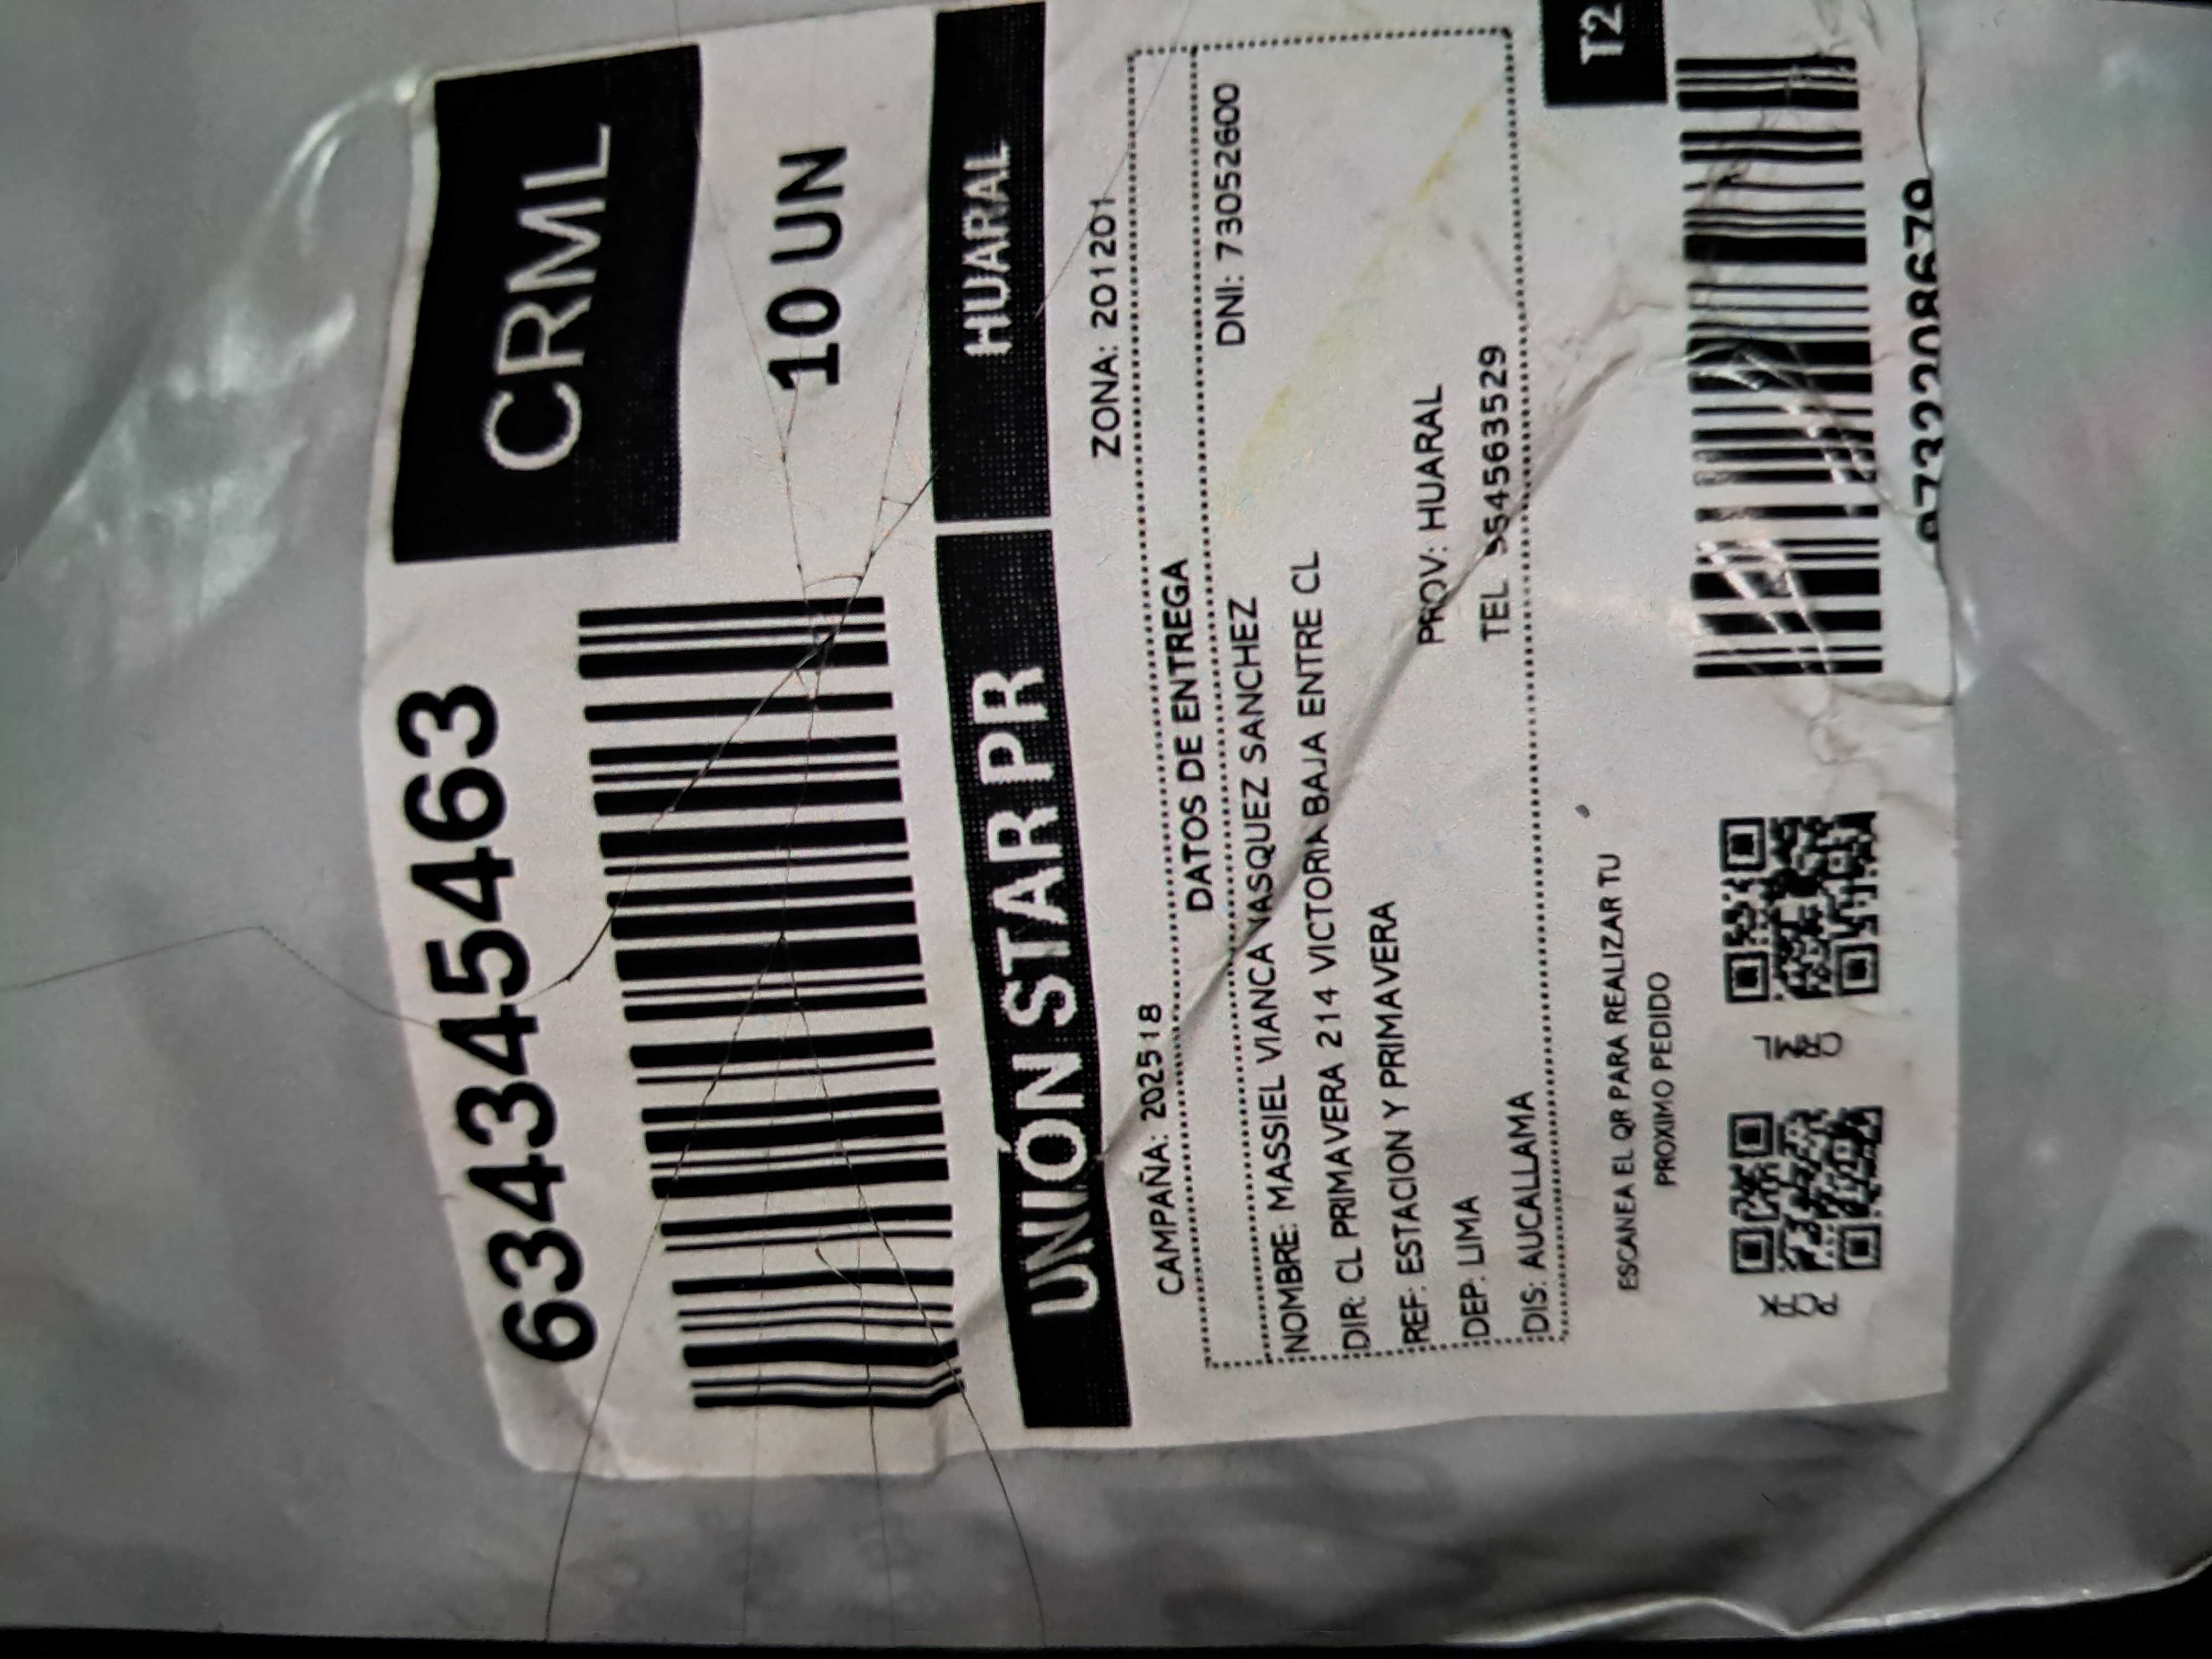 6343445463
CRML
10 UN
UNIÓN STAR PR
HUARAL
CAMPAÑA: 202518
ZONA: 201201
DATOS DE ENTREGA
NOMBRE: MASSIEL VIANCA VASQUEZ SANCHEZ
DNI: 73052600
DIR: CL PRIMAVERA 214 VICTORIA BAJA ENTRE CL
REF: ESTACION Y PRIMAVERA
DEP: LIMA
PROV: HUARAL
DIS: AUCALLAMA
TEL 954563529
T2
ESCANEA EL QR PARA REALIZAR TU
PROXIMO PEDIDO
CRML